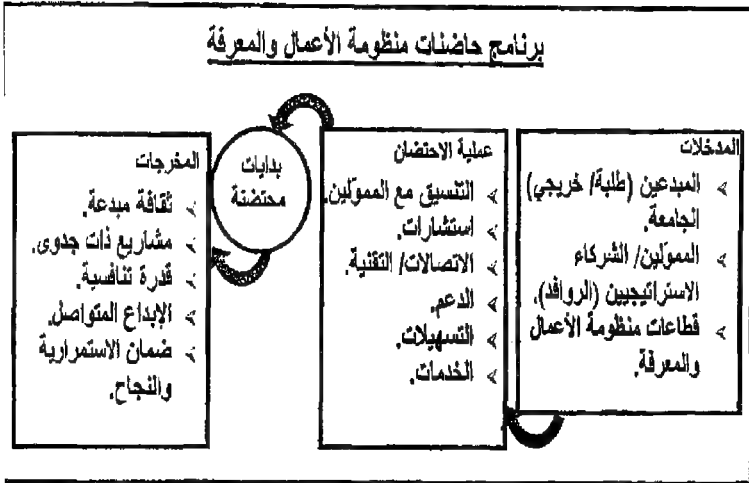 برنامج حاضنات منظومة الأعمال والمعرفة
المدخلات
المبدعين (طلبة/ خريجي)
الجامعة.
الممولين/ الشركاء
الاستراتيجيين (الروافد).
قطاعات منظومة الأعمال
والمعرفة.
عملية الاحتضان
التنسيق مع الممولين.
استشارات.
الاتصالات/ التقنية.
الدعم.
التسهيلات.
الخدمات.
بدايات
محتضنة
المخرجات
ثقافة مبدعة.
مشاريع ذات جدوى.
قدرة تنافسية.
الإبداع المتواصل.
ضمان الاستمرارية
والنجاح.